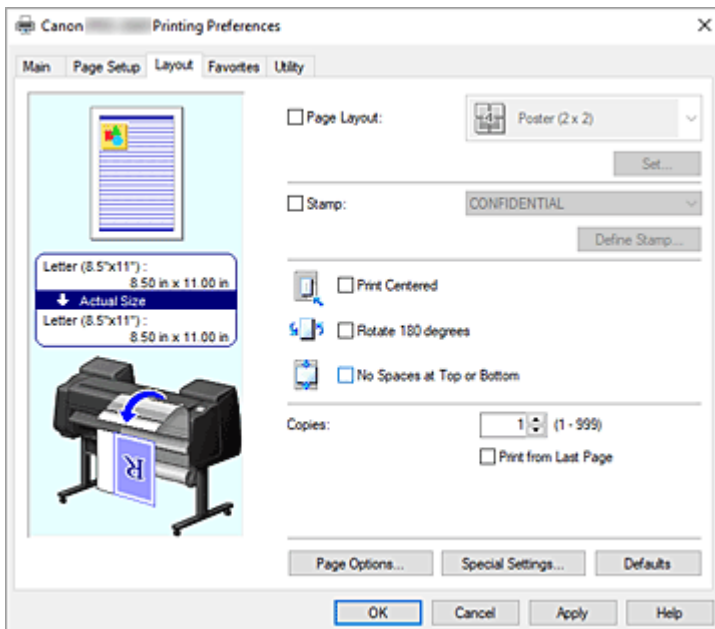 Canon Printing Preferences
Main Page Setup Layout Favortes Utility
Page Layout: 4 Poster (2 x 2)
Set...
Stamp: CONFIDENTIAL
Define Stamp...
Letter (8.5"x11") :
8.50 in x 11.00 in
Actual Size
Letter (8.5"x11") :
8.50 in x 11.00 in
Print Centered
Rotate 180 degrees
No Spaces at Top or Bottom
Copies: 1 (1 - 999)
Print from Last Page
R
Page Options... Special Settings... Defaults
OK Cancel Apply Help